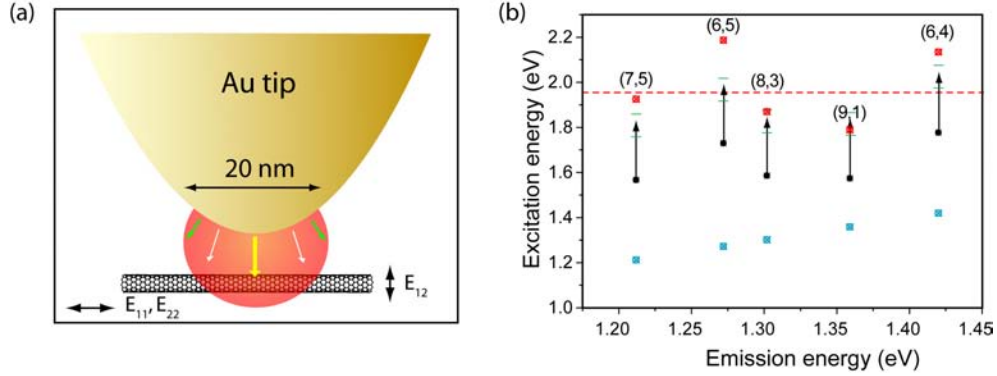 (a)
Au tip
20 nm
E12
E11, E22
(b)
Excitation energy (eV)
2.2
2.0
1.8
1.6
1.4
1.2
1.0
(7,5)
(6,5)
(8,3)
(9,1)
(6,4)
1.20
1.25
1.30
1.35
1.40
1.45
Emission energy (eV)